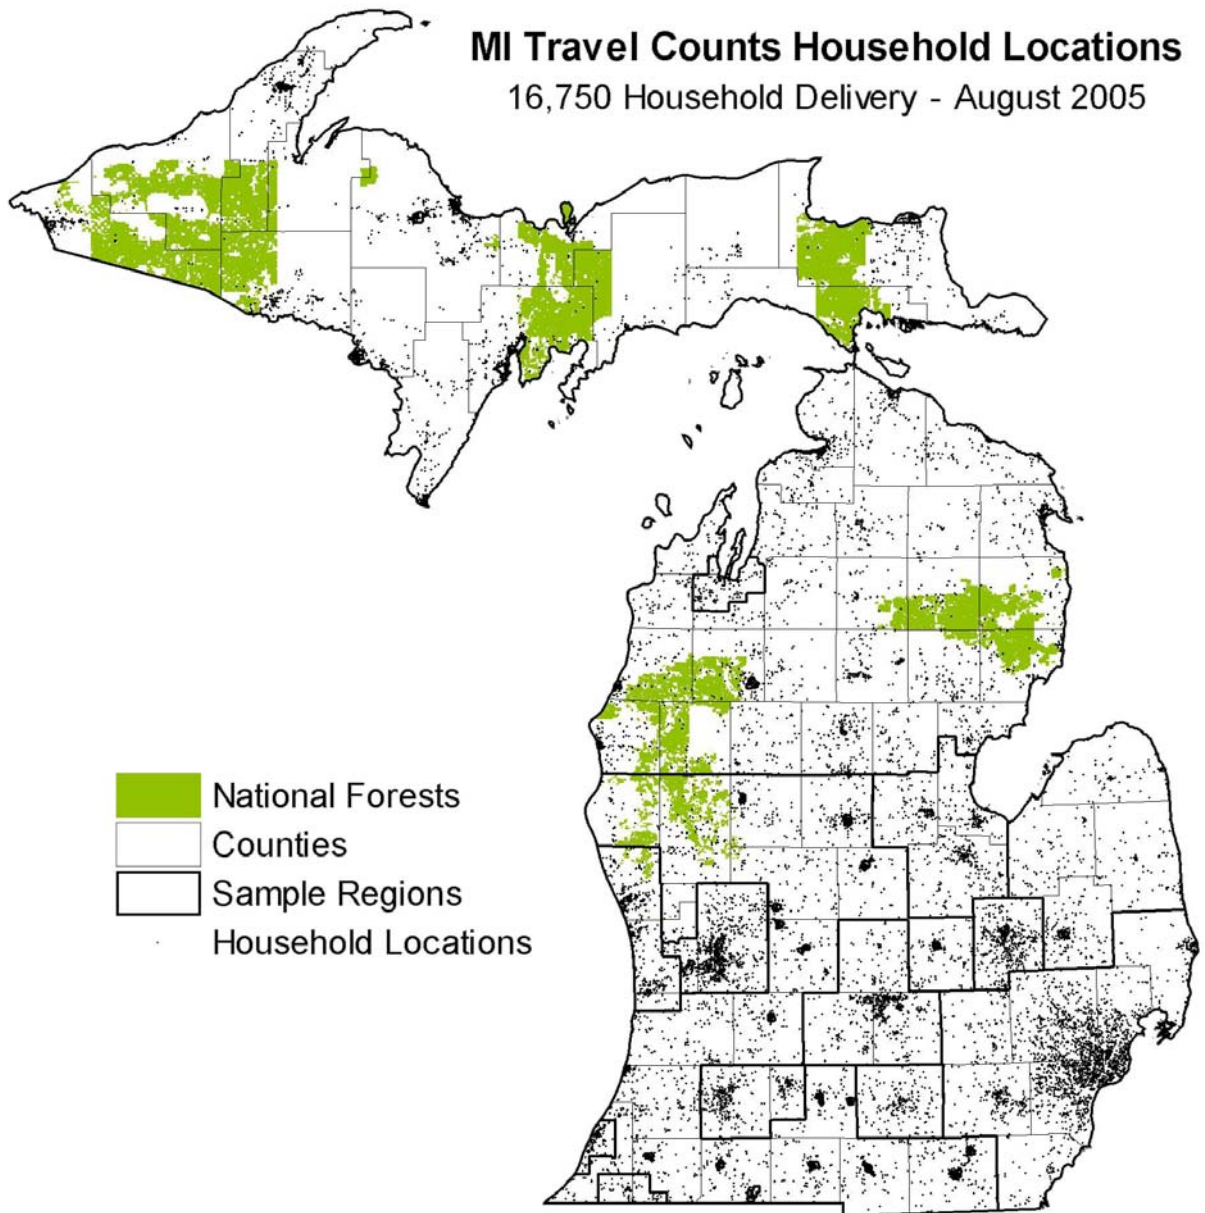 MI Travel Counts Household Locations
16,750 Household Delivery - August 2005
National Forests
Counties
Sample Regions
Household Locations